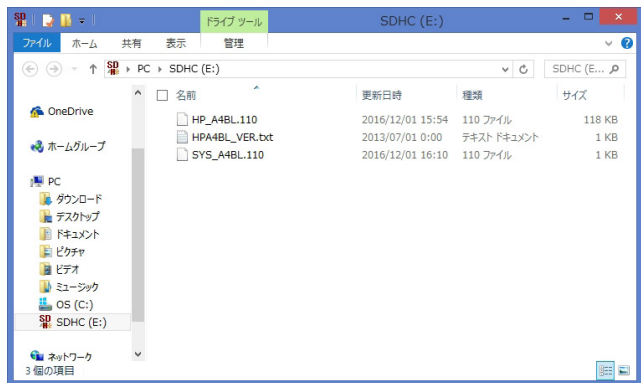 ドライブ ツール
SDHC (E:)
ファイル ホーム 共有 表示 管理
PC ▸ SDHC (E:) SDHC (E...
名前 更新日時 種類 サイズ
OneDrive
ホームグループ
PC
ダウンロード
デスクトップ
ドキュメント
ピクチャ
ビデオ
ミュージック
OS (C:)
SDHC (E:)
ネットワーク
HP_A4BL.110 2016/12/01 15:54 110 ファイル 118 KB
HPA4BL_VER.txt 2013/07/01 0:00 テキスト ドキュメント 1 KB
SYS_A4BL.110 2016/12/01 16:10 110 ファイル 1 KB
3 個の項目